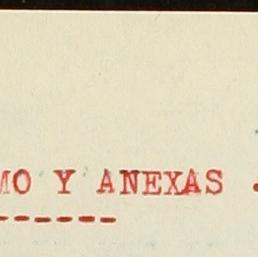 MO Y ANEXAS .
------